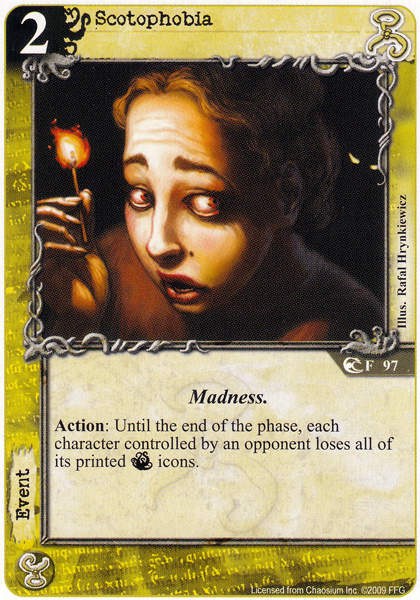 2
Scotophobia
Illus. Rafal Hrynkiewicz
F 97
Madness.
Action: Until the end of the phase, each
character controlled by an opponent loses all of
its printed icons.
Event
Licensed from Chaosium Inc. ©2009 FFG